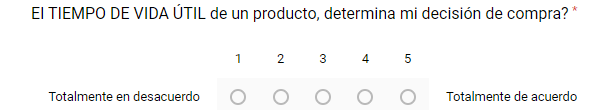 El TIEMPO DE VIDA ÚTIL de un producto, determina mi decisión de compra? *
1 2 3 4 5
Totalmente en desacuerdo Totalmente de acuerdo